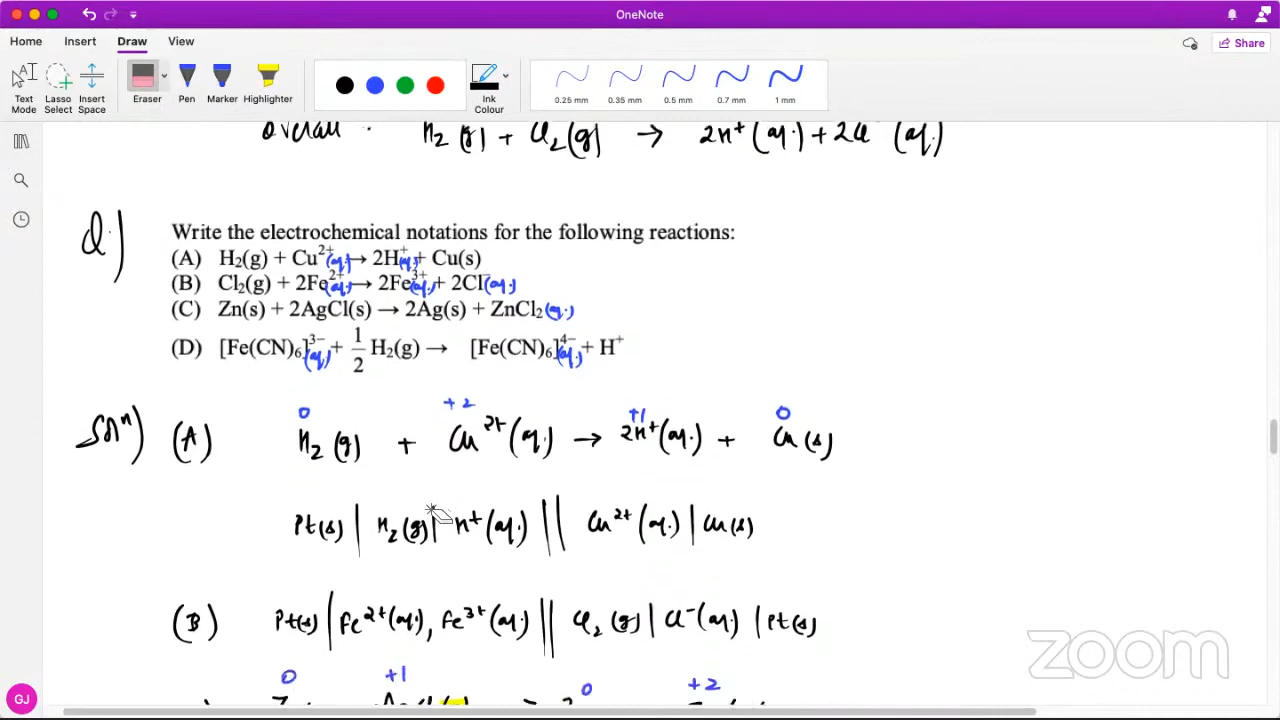 OneNote
Home Insert Draw View
Share
Text Mode Lasso Select Insert Space Eraser Pen Marker Highlighter Ink Colour 0.25 mm 0.35 mm 0.5 mm 0.7 mm 1 mm
Overall : H₂(g) + Cl₂(g) → 2H⁺(aq.) + 2Cl⁻(aq.)
Q) Write the electrochemical notations for the following reactions:
(A) H₂(g) + Cu²⁺(aq.) → 2H⁺(aq.) + Cu(s)
(B) Cl₂(g) + 2Fe²⁺(aq.) → 2Fe³⁺(aq.) + 2Cl⁻(aq.)
(C) Zn(s) + 2AgCl(s) → 2Ag(s) + ZnCl₂(aq.)
(D) [Fe(CN)₆]³⁻(aq.) + 1/2 H₂(g) → [Fe(CN)₆]⁴⁻(aq.) + H⁺
0 +2 +1 0
Solⁿ) (A) H₂(g) + Cu²⁺(aq.) → 2H⁺(aq.) + Cu(s)
Pt(s) | H₂(g) | H⁺(aq.) || Cu²⁺(aq.) | Cu(s)
(B) Pt(s) | Fe²⁺(aq.), Fe³⁺(aq.) || Cl₂(g) | Cl⁻(aq.) | Pt(s)
zoom
0 +1 0 +2
GJ